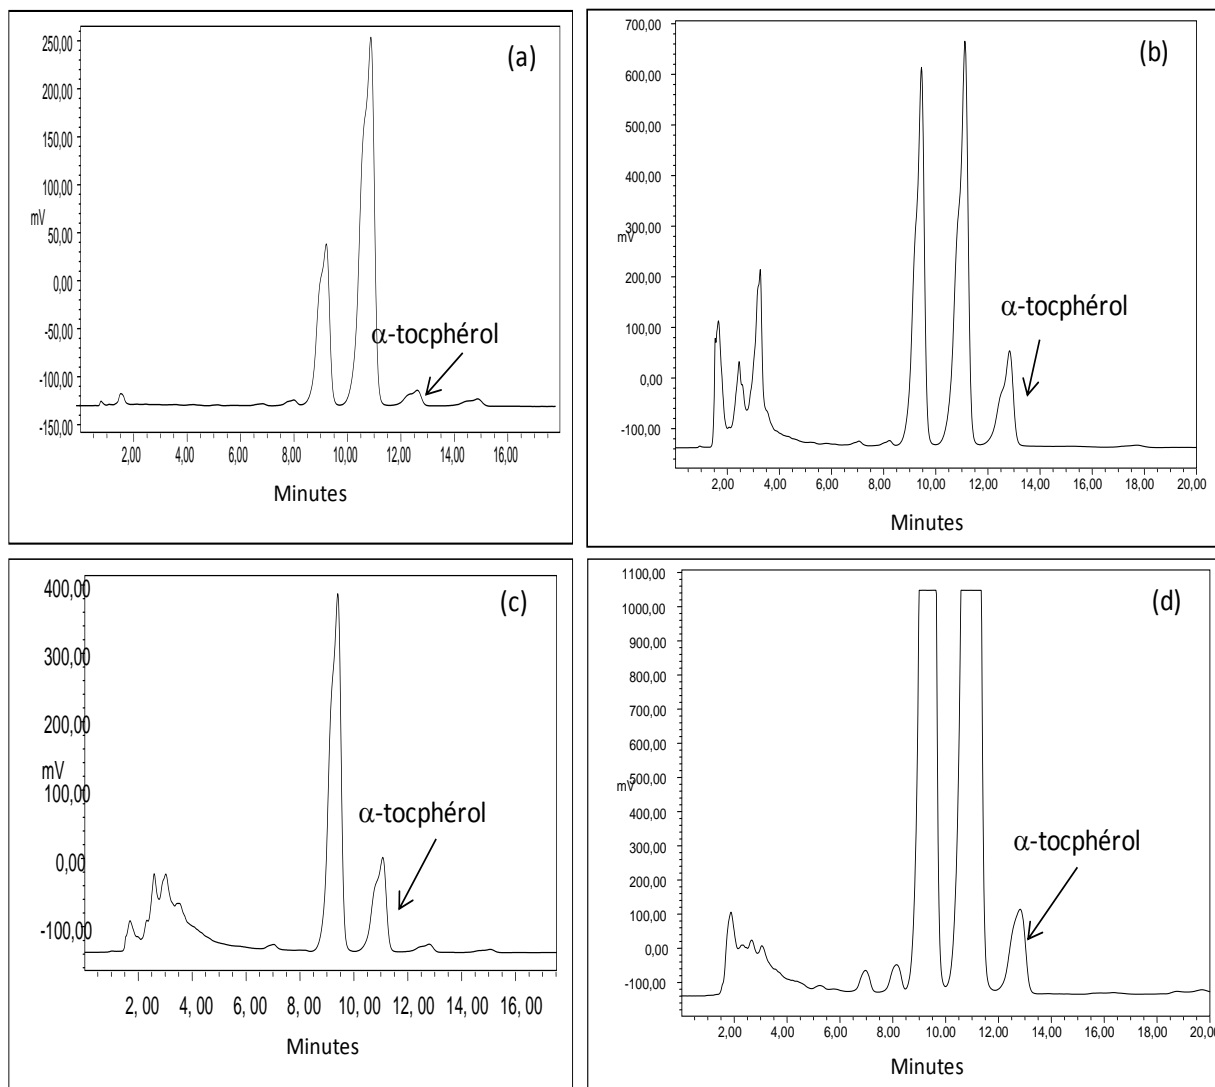 (a)
250,00
200,00
150,00
100,00
mV
50,00
0,00
-50,00
-100,00
-150,00
α-tocphérol
2,00 4,00 6,00 8,00 10,00 12,00 14,00 16,00
Minutes
(b)
700,00
600,00
500,00
400,00
300,00
mV
200,00
100,00
0,00
-100,00
α-tocphérol
2,00 4,00 6,00 8,00 10,00 12,00 14,00 16,00 18,00 20,00
Minutes
(c)
400,00
300,00
200,00
mV
100,00
0,00
-100,00
α-tocphérol
2, 00 4, 00 6, 00 8, 00 10, 00 12, 00 14, 00 16, 00
Minutes
(d)
1100,00
1000,00
900,00
800,00
700,00
600,00
500,00
mV
400,00
300,00
200,00
100,00
0,00
-100,00
α-tocphérol
2,00 4,00 6,00 8,00 10,00 12,00 14,00 16,00 18,00 20,00
Minutes